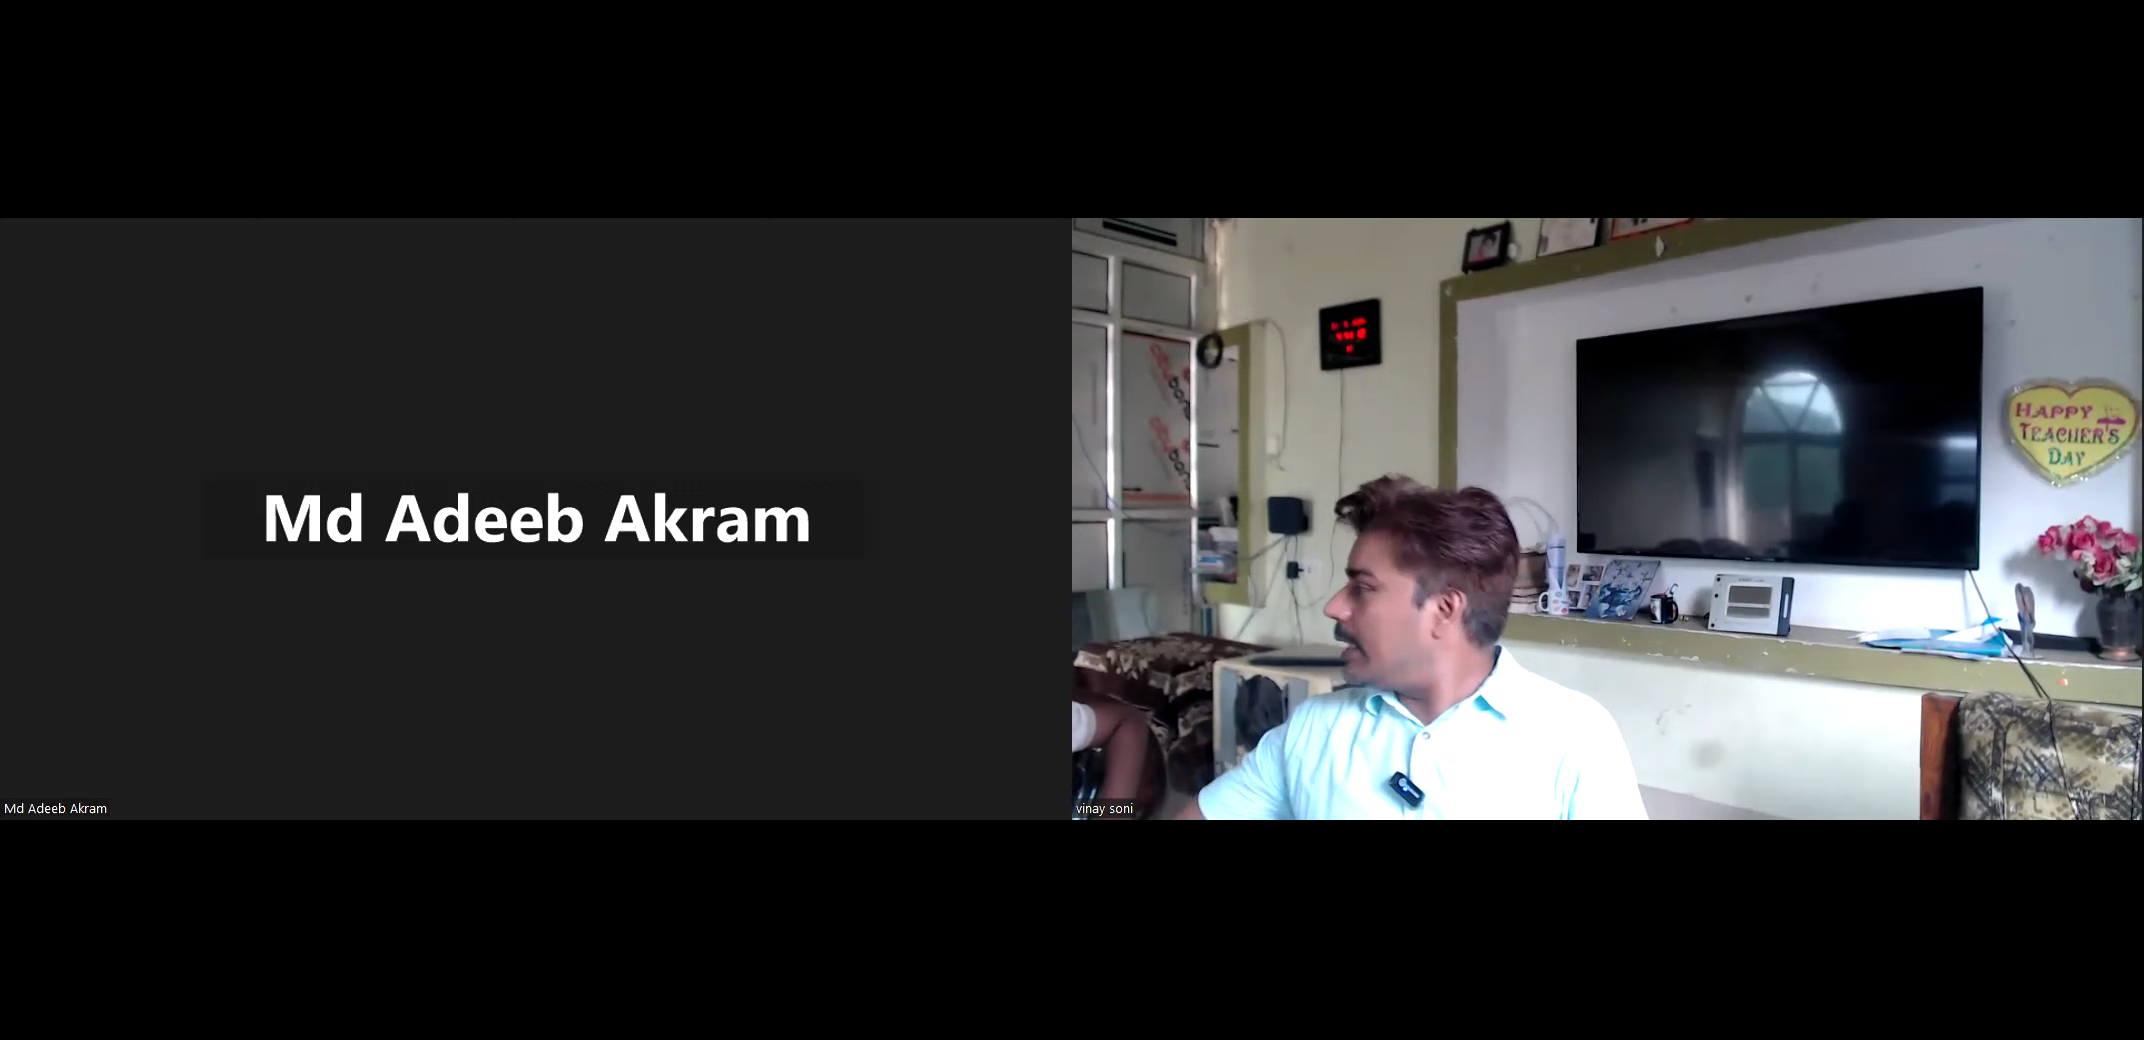 Md Adeeb Akram
Md Adeeb Akram
vinay soni
HAPPY
TEACHER'S
DAY